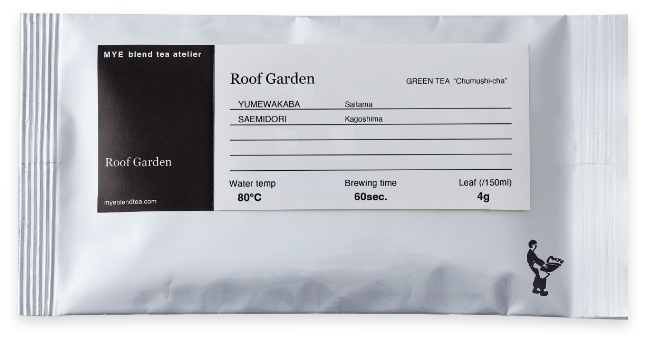 MYE blend tea atelier
Roof Garden
myeblendtea.com
Roof Garden
GREEN TEA "Chumushi-cha"
YUMEWAKABA Saitama
SAEMIDORI Kagoshima
Water temp Brewing time Leaf (/150ml)
80°C 60sec. 4g